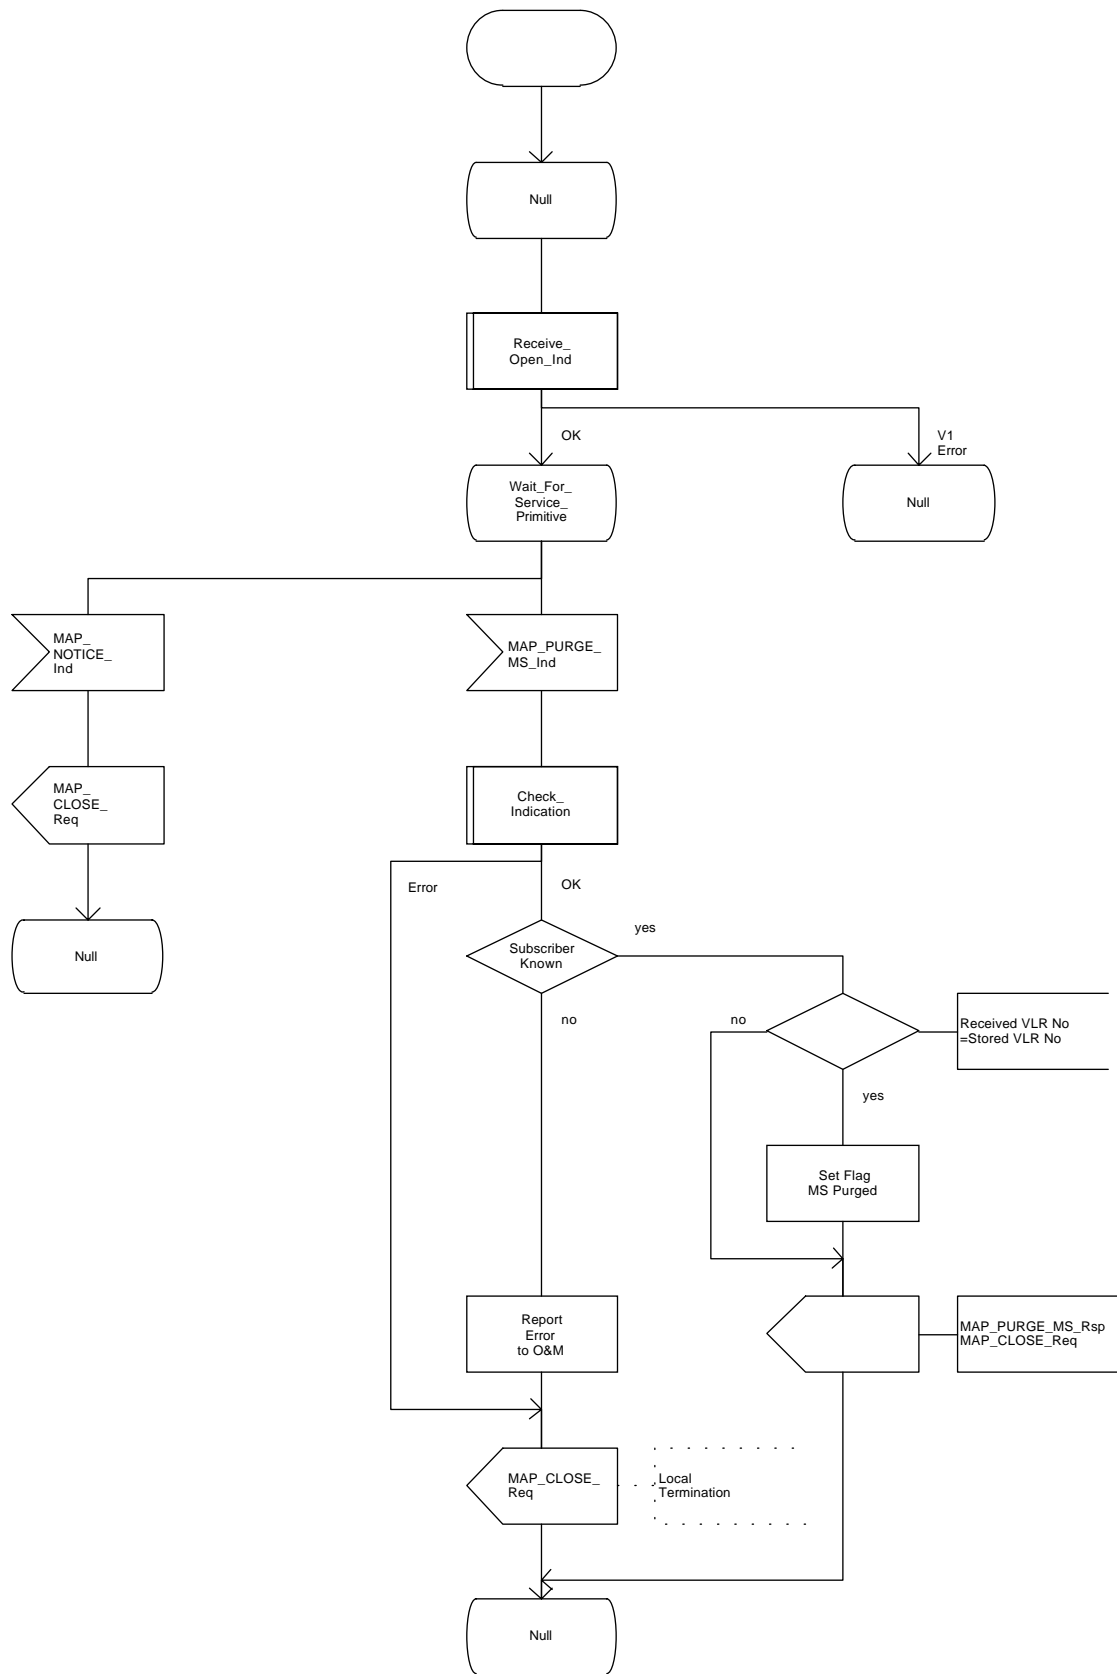 Null
Receive_
Open_Ind
OK
V1
Error
Wait_For_
Service_
Primitive
Null
MAP_
NOTICE_
Ind
MAP_PURGE_
MS_Ind
MAP_
CLOSE_
Req
Check_
Indication
Error
OK
Null
Subscriber
Known
yes
no
no
Received VLR No
=Stored VLR No
yes
Set Flag
MS Purged
Report
Error
to O&M
MAP_PURGE_MS_Rsp
MAP_CLOSE_Req
MAP_CLOSE_
Req
Local
Termination
Null